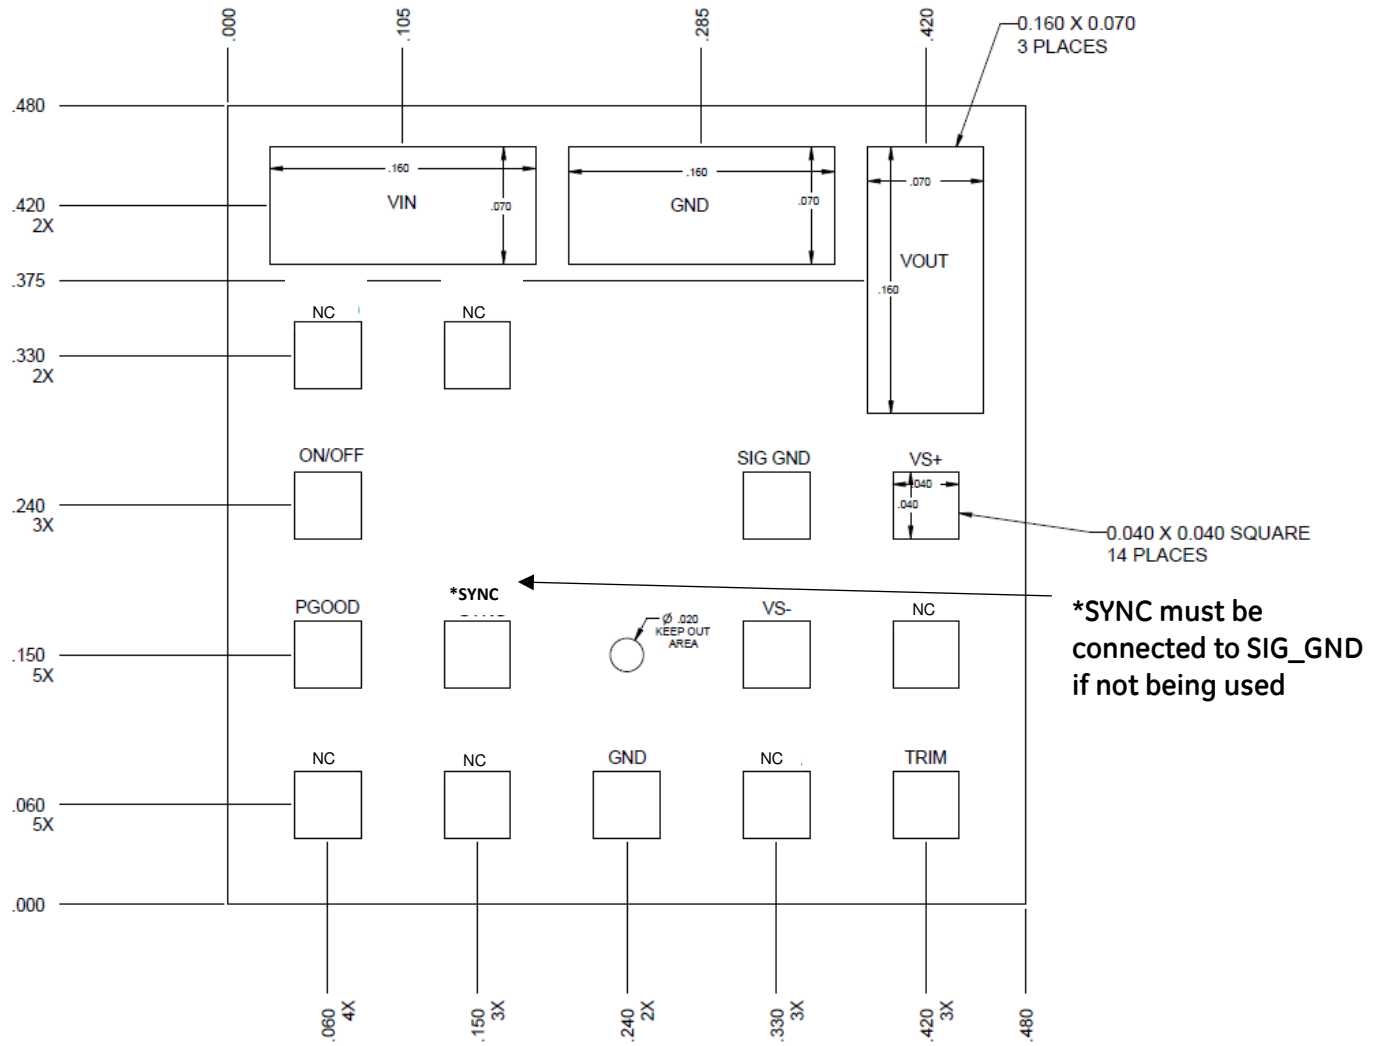 .000
.105
.285
.420
0.160 X 0.070
3 PLACES
.480
.160
.070
VIN
.160
.070
GND
.070
VOUT
.160
.420
2X
.375
NC
NC
.330
2X
ON/OFF
SIG GND
VS+
.040
.040
.240
3X
0.040 X 0.040 SQUARE
14 PLACES
*SYNC
PGOOD
Ø .020
KEEP OUT
AREA
VS-
NC
*SYNC must be
connected to SIG_GND
if not being used
.150
5X
NC
NC
GND
NC
TRIM
.060
5X
.000
.060 4X
.150 3X
.240 2X
.330 3X
.420 3X
.480